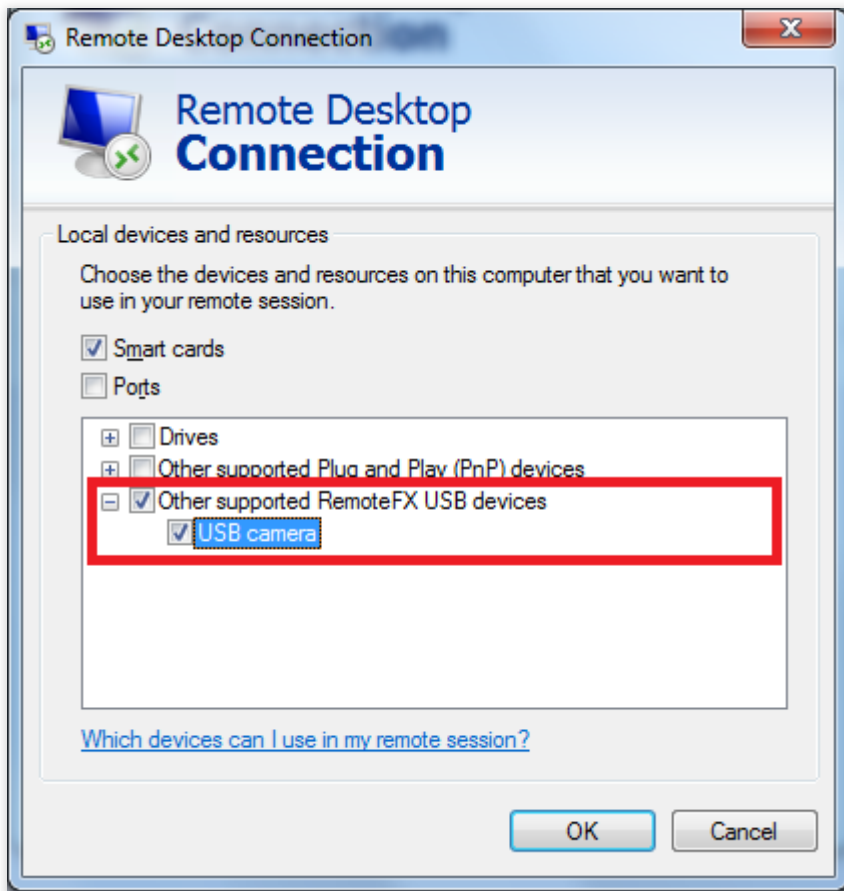 Remote Desktop Connection
Remote Desktop
Connection
Local devices and resources
Choose the devices and resources on this computer that you want to
use in your remote session.
Smart cards
Ports
Drives
Other supported Plug and Play (PnP) devices
Other supported RemoteFX USB devices
USB camera
Which devices can I use in my remote session?
OK
Cancel